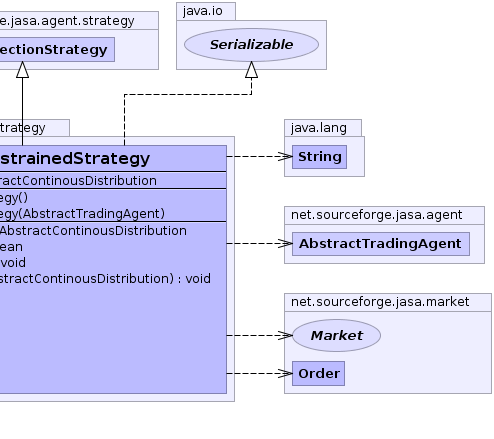 e.jasa.agent.strategy
ectionStrategy
java.io
Serializable
trategy
strainedStrategy
ractContinousDistribution
egy()
egy(AbstractTradingAgent)
AbstractContinousDistribution
ean
void
stractContinousDistribution) : void
java.lang
String
net.sourceforge.jasa.agent
AbstractTradingAgent
net.sourceforge.jasa.market
Market
Order